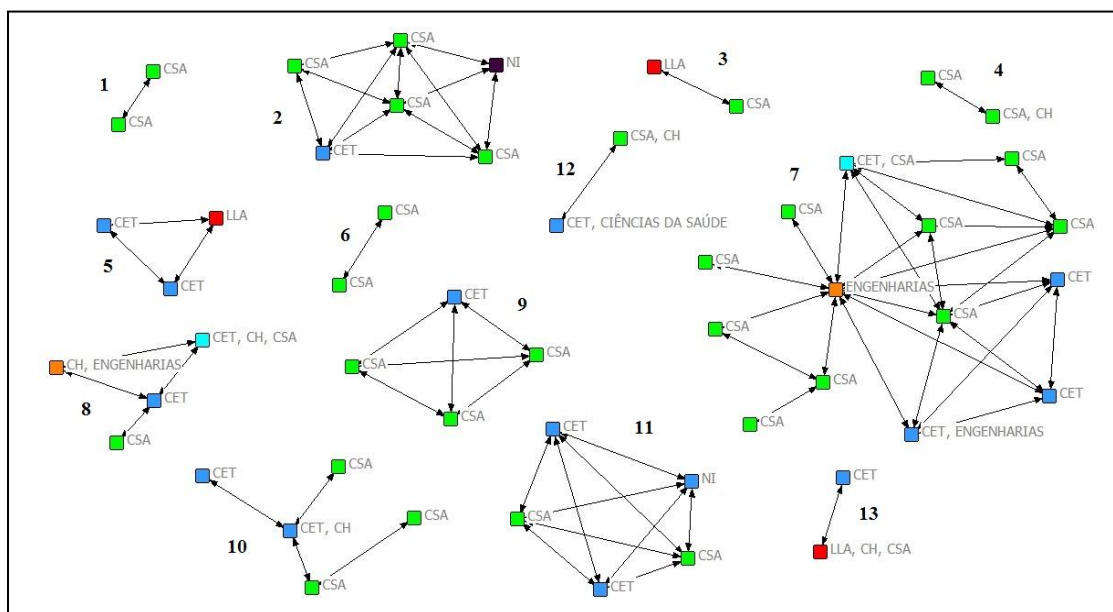 1
CSA
CSA
2
CSA
CSA
NI
CSA
CET
CSA
3
LLA
CSA
4
CSA
CSA, CH
12
CSA, CH
CET, CIÊNCIAS DA SAÚDE
5
CET
LLA
CET
6
CSA
CSA
7
CET, CSA
CSA
CSA
CSA
CSA
CSA
ENGENHARIAS
CET
CSA
CSA
CSA
CET
CSA
CET, ENGENHARIAS
8
CET, CH, CSA
CH, ENGENHARIAS
CET
CSA
9
CET
CSA
CSA
CSA
10
CET
CSA
CSA
CET, CH
CSA
11
CET
NI
CSA
CSA
CET
13
CET
LLA, CH, CSA